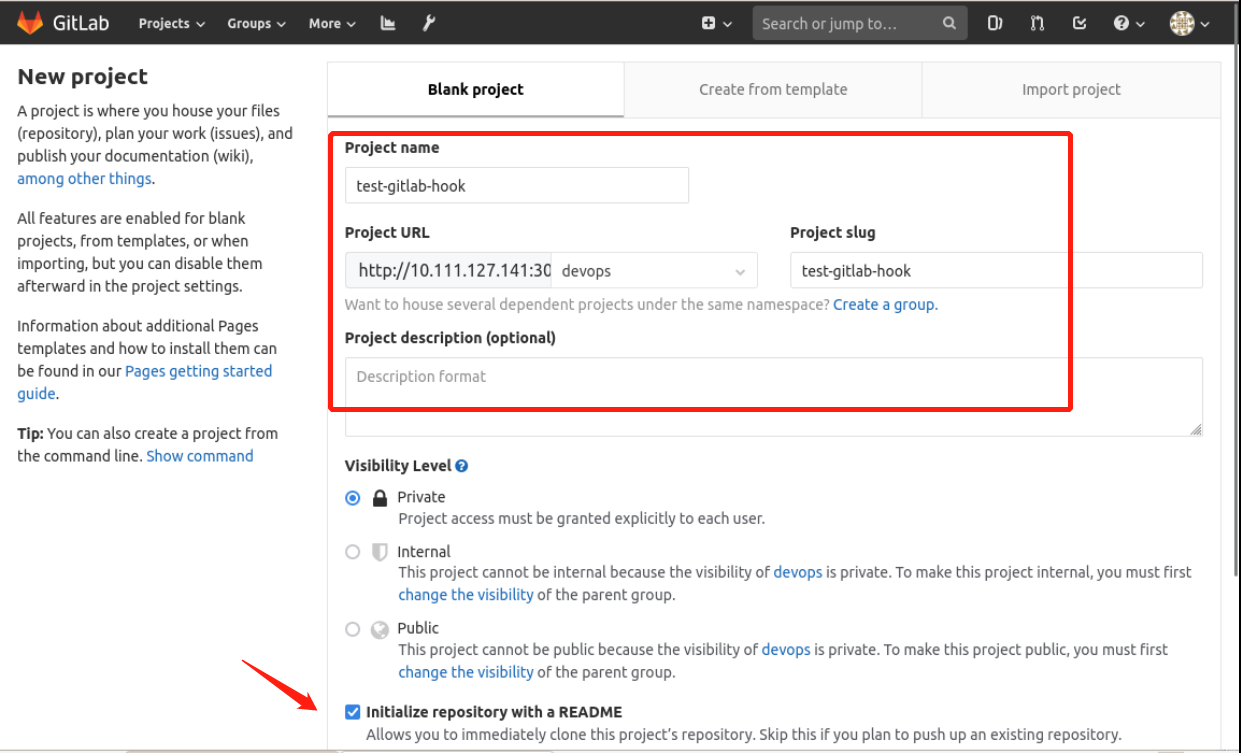 GitLab Projects Groups More Search or jump to...
New project
A project is where you house your files
(repository), plan your work (issues), and
publish your documentation (wiki),
among other things.
All features are enabled for blank
projects, from templates, or when
importing, but you can disable them
afterward in the project settings.
Information about additional Pages
templates and how to install them can
be found in our Pages getting started
guide.
Tip: You can also create a project from
the command line. Show command
Blank project Create from template Import project
Project name
test-gitlab-hook
Project URL Project slug
http://10.111.127.141:30 devops test-gitlab-hook
Want to house several dependent projects under the same namespace? Create a group.
Project description (optional)
Description format
Visibility Level
Private
Project access must be granted explicitly to each user.
Internal
This project cannot be internal because the visibility of devops is private. To make this project internal, you must first
change the visibility of the parent group.
Public
This project cannot be public because the visibility of devops is private. To make this project public, you must first
change the visibility of the parent group.
Initialize repository with a README
Allows you to immediately clone this project's repository. Skip this if you plan to push up an existing repository.